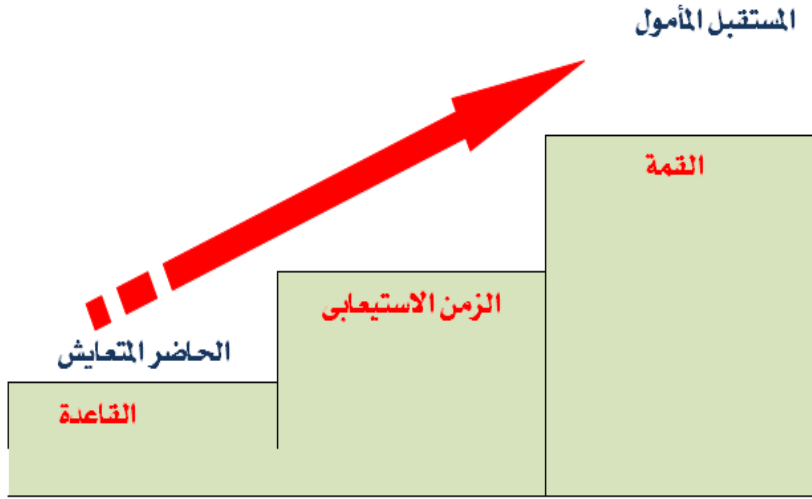 المستقبل المأمول
القمة
الزمن الاستيعابى
الحاضر المتعايش
القاعدة